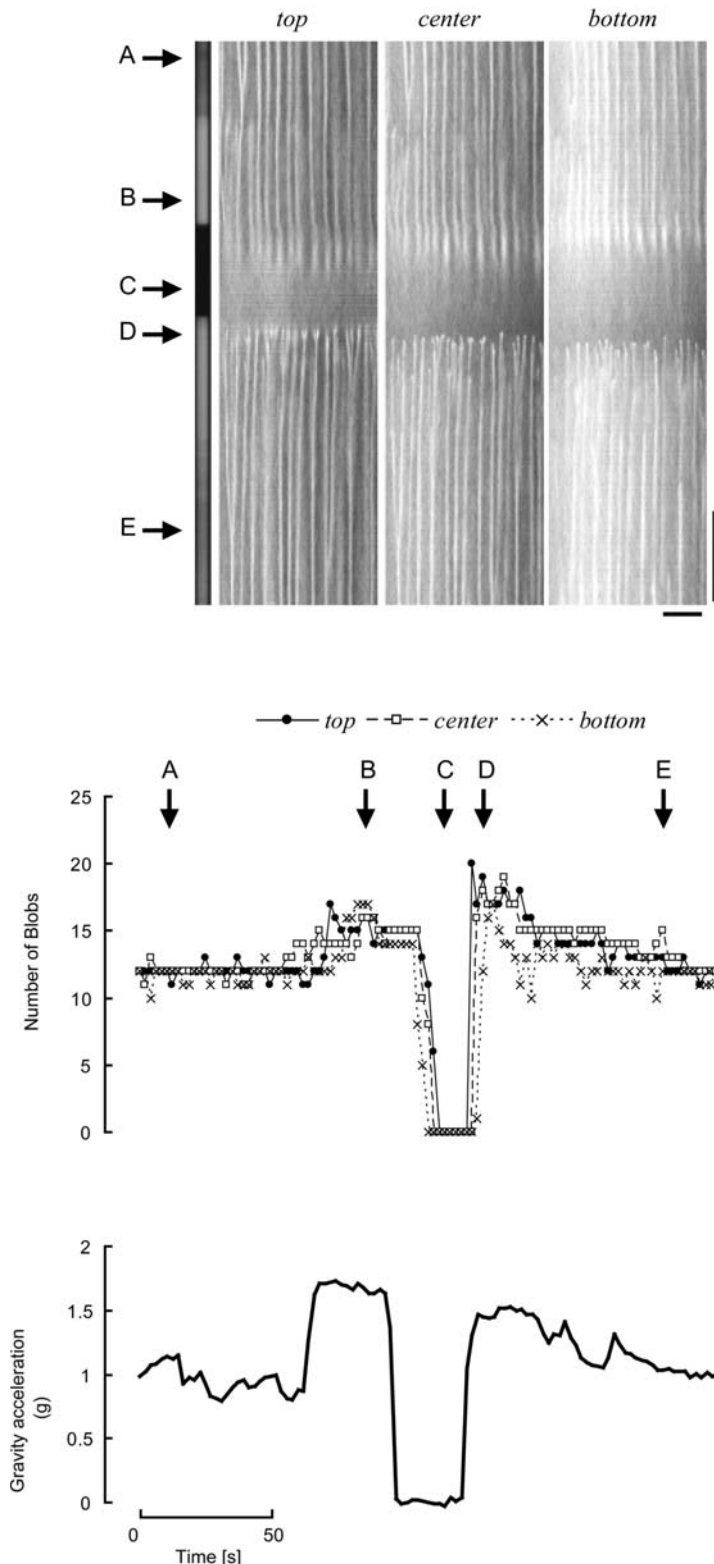 top center bottom
A
B
C
D
E
top center bottom
A B C D E
25
20
15
10
5
0
Number of Blobs
2
1.5
1
0.5
0
Gravity acceleration
(g)
0 50
Time [s]